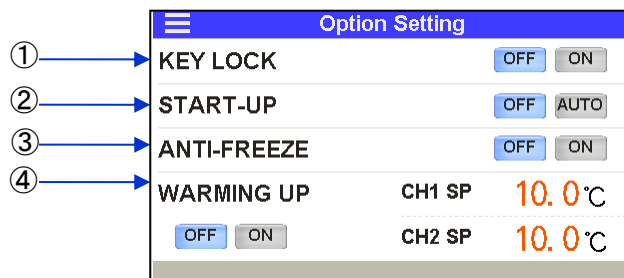 Option Setting
① KEY LOCK OFF ON
② START-UP OFF AUTO
③ ANTI-FREEZE OFF ON
④ WARMING UP CH1 SP 10.0℃
OFF ON CH2 SP 10.0℃